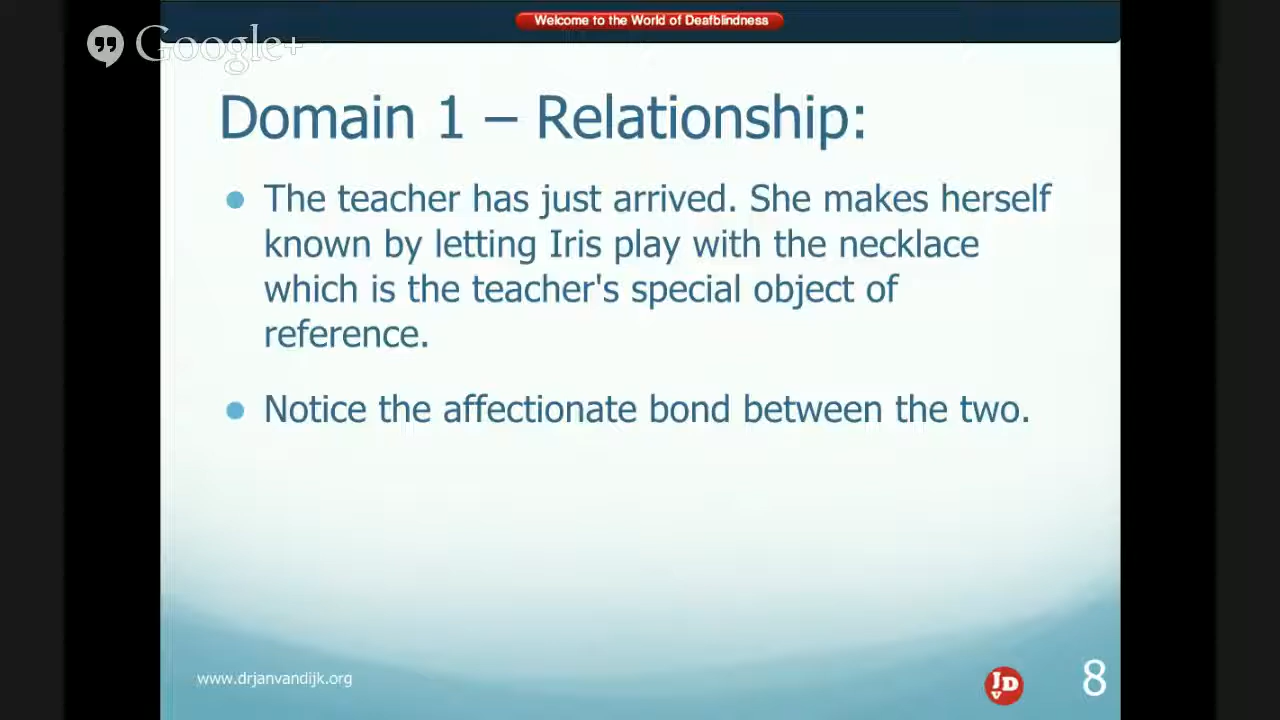 Welcome to the World of Deafblindness
Google+
Domain 1 – Relationship:
The teacher has just arrived. She makes herself
known by letting Iris play with the necklace
which is the teacher's special object of
reference.
Notice the affectionate bond between the two.
www.drjanvandijk.org
JD
v
8